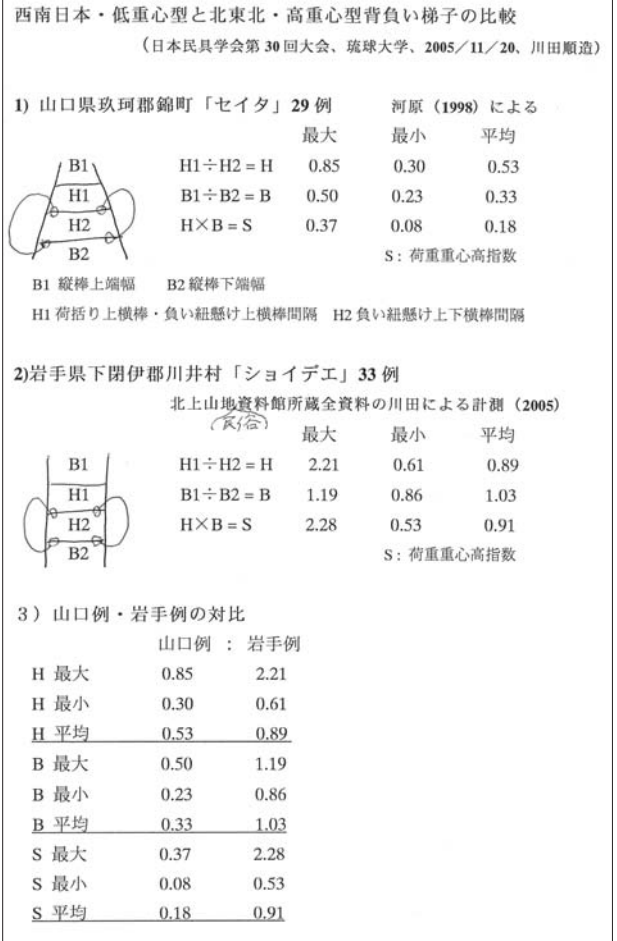 西南日本・低重心型と北東北・高重心型背負い梯子の比較
（日本民具学会第30回大会、琉球大学、2005／11／20、川田順造）
1) 山口県玖珂郡錦町「セイタ」29例　河原（1998）による
最大　最小　平均
B1　H1÷H2 = H　0.85　0.30　0.53
H1　B1÷B2 = B　0.50　0.23　0.33
H2　H×B = S　0.37　0.08　0.18
B2　S：荷重重心高指数
B1 縦棒上端幅　B2 縦棒下端幅
H1 荷括り上横棒・負い紐懸け上横棒間隔　H2 負い紐懸け上下横棒間隔
2)岩手県下閉伊郡川井村「ショイデエ」33例
北上山地資料館所蔵全資料の川田による計測（2005）
（民俗）
最大　最小　平均
B1　H1÷H2 = H　2.21　0.61　0.89
H1　B1÷B2 = B　1.19　0.86　1.03
H2　H×B = S　2.28　0.53　0.91
B2　S：荷重重心高指数
3）山口例・岩手例の対比
山口例　：　岩手例
H 最大　0.85　2.21
H 最小　0.30　0.61
H 平均　0.53　0.89
B 最大　0.50　1.19
B 最小　0.23　0.86
B 平均　0.33　1.03
S 最大　0.37　2.28
S 最小　0.08　0.53
S 平均　0.18　0.91